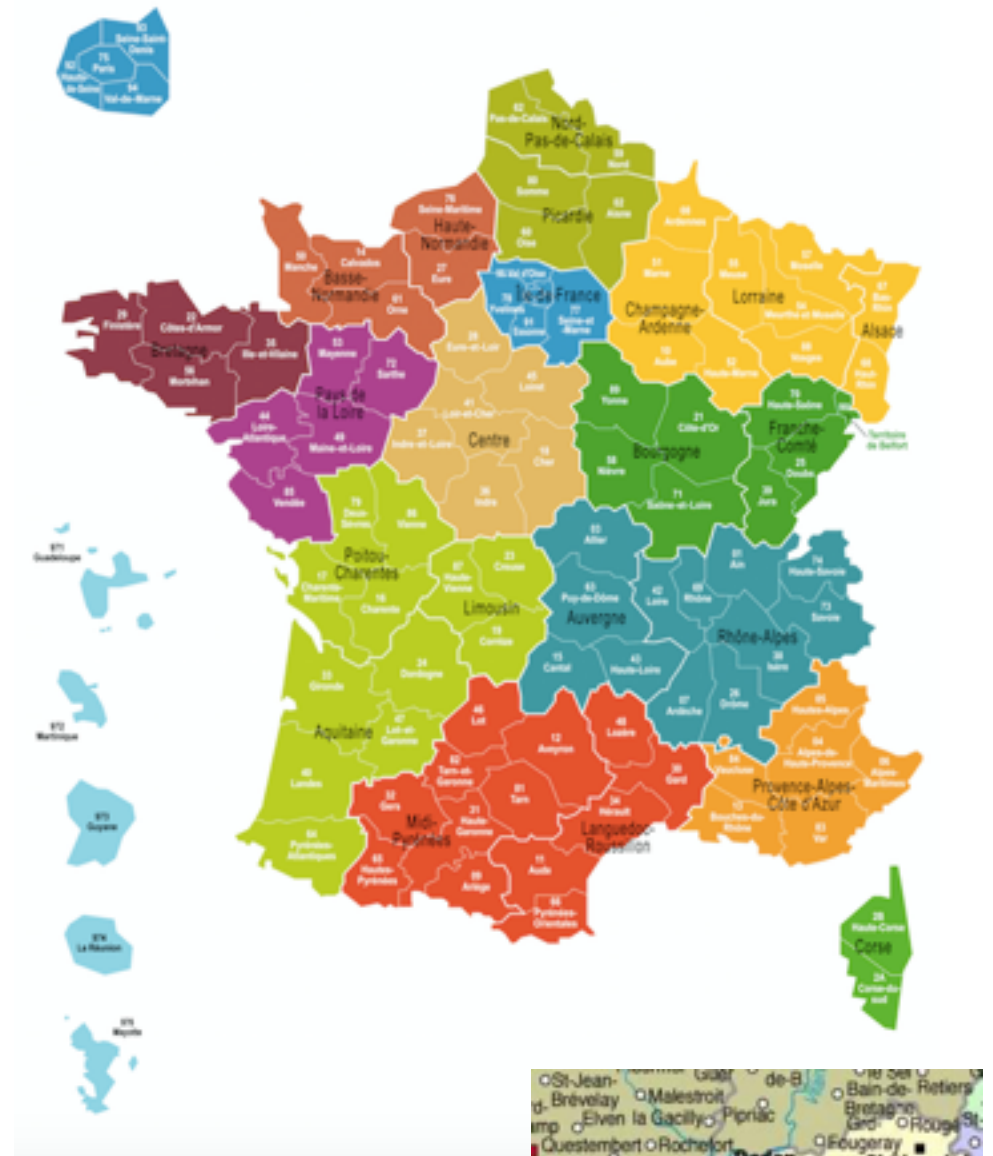 93
Seine-Saint-
Denis
75
Paris
92
Hauts-
de-Seine
94
Val-de-Marne
62
Pas-de-Calais
Nord-
Pas-de-Calais
59
Nord
80
Somme
Picardie
02
Aisne
60
Oise
76
Seine-Maritime
Haute-
Normandie
27
Eure
50
Manche
14
Calvados
Basse-
Normandie
61
Orne
95 Val d'Oise
Île-de-France
78
Yvelines
91
Essonne
77
Seine-et-
Marne
08
Ardennes
51
Marne
Champagne-
Ardenne
10
Aube
52
Haute-Marne
55
Meuse
57
Moselle
Lorraine
54
Meurthe-et-Moselle
88
Vosges
67
Bas-
Rhin
Alsace
68
Haut-
Rhin
29
Finistère
22
Côtes-d'Armor
Bretagne
35
Ille-et-Vilaine
56
Morbihan
53
Mayenne
72
Sarthe
Pays de
la Loire
44
Loire-
Atlantique
49
Maine-et-Loire
85
Vendée
28
Eure-et-Loir
45
Loiret
41
Loir-et-Cher
37
Indre-et-Loire
Centre
18
Cher
36
Indre
89
Yonne
21
Côte-d'Or
58
Nièvre
Bourgogne
71
Saône-et-Loire
70
Haute-Saône
Franche-
Comté
Territoire
de Belfort
25
Doubs
39
Jura
79
Deux-
Sèvres
86
Vienne
Poitou-
Charentes
17
Charente-
Maritime
16
Charente
87
Haute-
Vienne
23
Creuse
Limousin
19
Corrèze
03
Allier
63
Puy-de-Dôme
Auvergne
15
Cantal
43
Haute-Loire
42
Loire
69
Rhône
01
Ain
74
Haute-Savoie
73
Savoie
Rhône-Alpes
38
Isère
07
Ardèche
26
Drôme
33
Gironde
24
Dordogne
Aquitaine
47
Lot-et-
Garonne
40
Landes
64
Pyrénées-
Atlantiques
46
Lot
12
Aveyron
82
Tarn-et-
Garonne
81
Tarn
32
Gers
31
Haute-
Garonne
Midi-
Pyrénées
65
Hautes-
Pyrénées
09
Ariège
48
Lozère
30
Gard
34
Hérault
Languedoc-
Roussillon
11
Aude
66
Pyrénées-
Orientales
05
Hautes-Alpes
04
Alpes-de-
Haute-Provence
06
Alpes-
Maritimes
84
Vaucluse
Provence-Alpes-
Côte d'Azur
13
Bouches-du-
Rhône
83
Var
2B
Haute-Corse
Corse
2A
Corse-du-
sud
971
Guadeloupe
972
Martinique
973
Guyane
974
La Réunion
975
Mayotte
St-Jean-
Brévelay
Malestroit
Guer
de-B.
le Sel
Bain-de-
Bretagne
Retiers
Elven
la Gacilly
Pipriac
Grd-
Fougeray
Rougé
Questembert
Rochefort